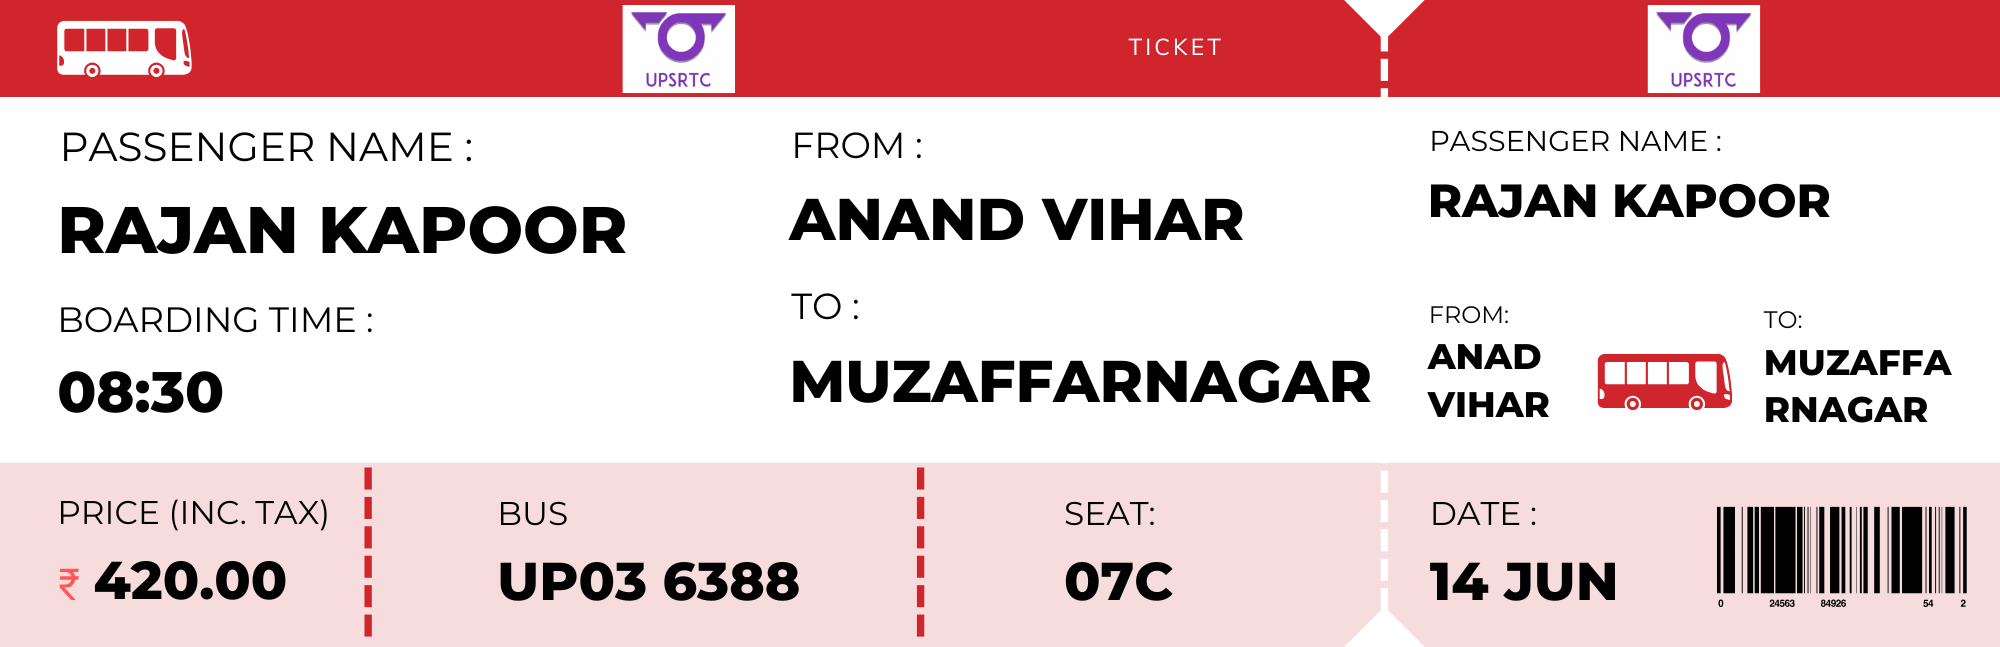 UPSRTC
TICKET
UPSRTC
PASSENGER NAME :
RAJAN KAPOOR
BOARDING TIME :
08:30
FROM :
ANAND VIHAR
TO :
MUZAFFARNAGAR
PASSENGER NAME :
RAJAN KAPOOR
FROM:
ANAD
VIHAR
TO:
MUZAFFA
RNAGAR
PRICE (INC. TAX)
₹ 420.00
BUS
UP03 6388
SEAT:
07C
DATE :
14 JUN
0 24563 84926 54 2